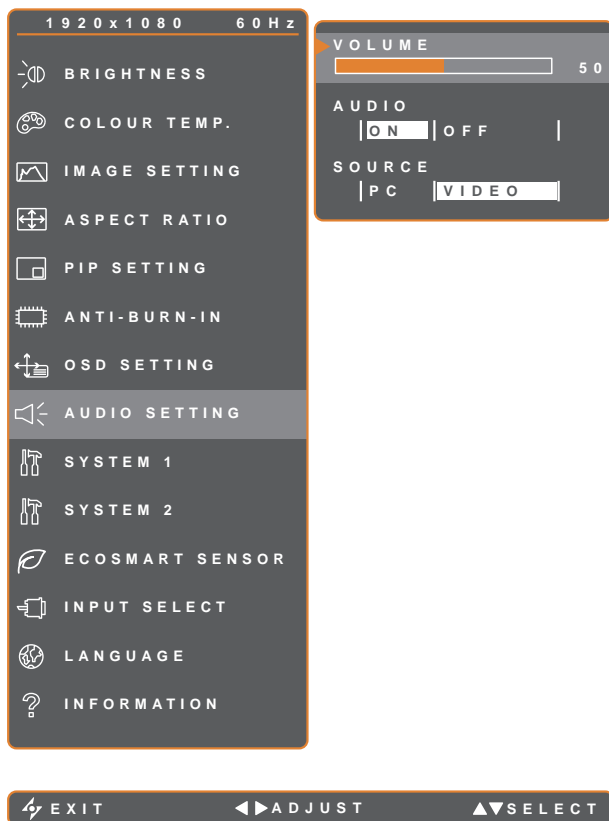 1920x1080 60Hz
BRIGHTNESS
COLOUR TEMP.
IMAGE SETTING
ASPECT RATIO
PIP SETTING
ANTI-BURN-IN
OSD SETTING
AUDIO SETTING
SYSTEM 1
SYSTEM 2
ECOSMART SENSOR
INPUT SELECT
LANGUAGE
INFORMATION
VOLUME
50
AUDIO
ON OFF
SOURCE
PC VIDEO
EXIT ADJUST SELECT